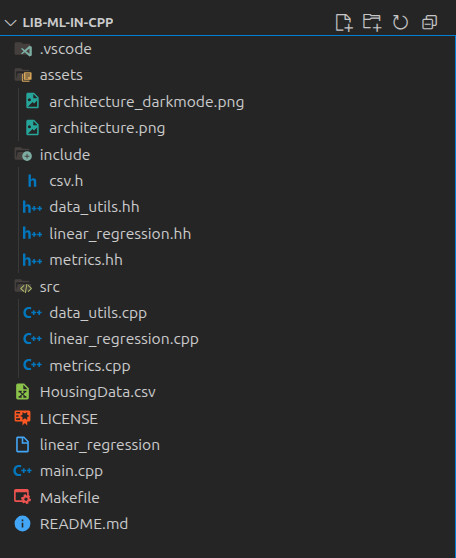 LIB-ML-IN-CPP
.vscode
assets
architecture_darkmode.png
architecture.png
include
csv.h
data_utils.hh
linear_regression.hh
metrics.hh
src
data_utils.cpp
linear_regression.cpp
metrics.cpp
HousingData.csv
LICENSE
linear_regression
main.cpp
Makefile
README.md